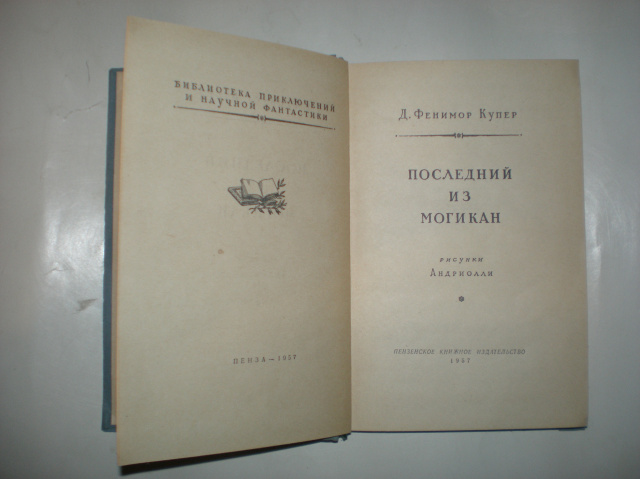 БИБЛИОТЕКА ПРИКЛЮЧЕНИЙ
И НАУЧНОЙ ФАНТАСТИКИ
ПЕНЗА — 1957
Д. ФЕНИМОР КУПЕР
ПОСЛЕДНИЙ
ИЗ
МОГИКАН
РИСУНКИ
АНДРИОЛЛИ
ПЕНЗЕНСКОЕ КНИЖНОЕ ИЗДАТЕЛЬСТВО
1957